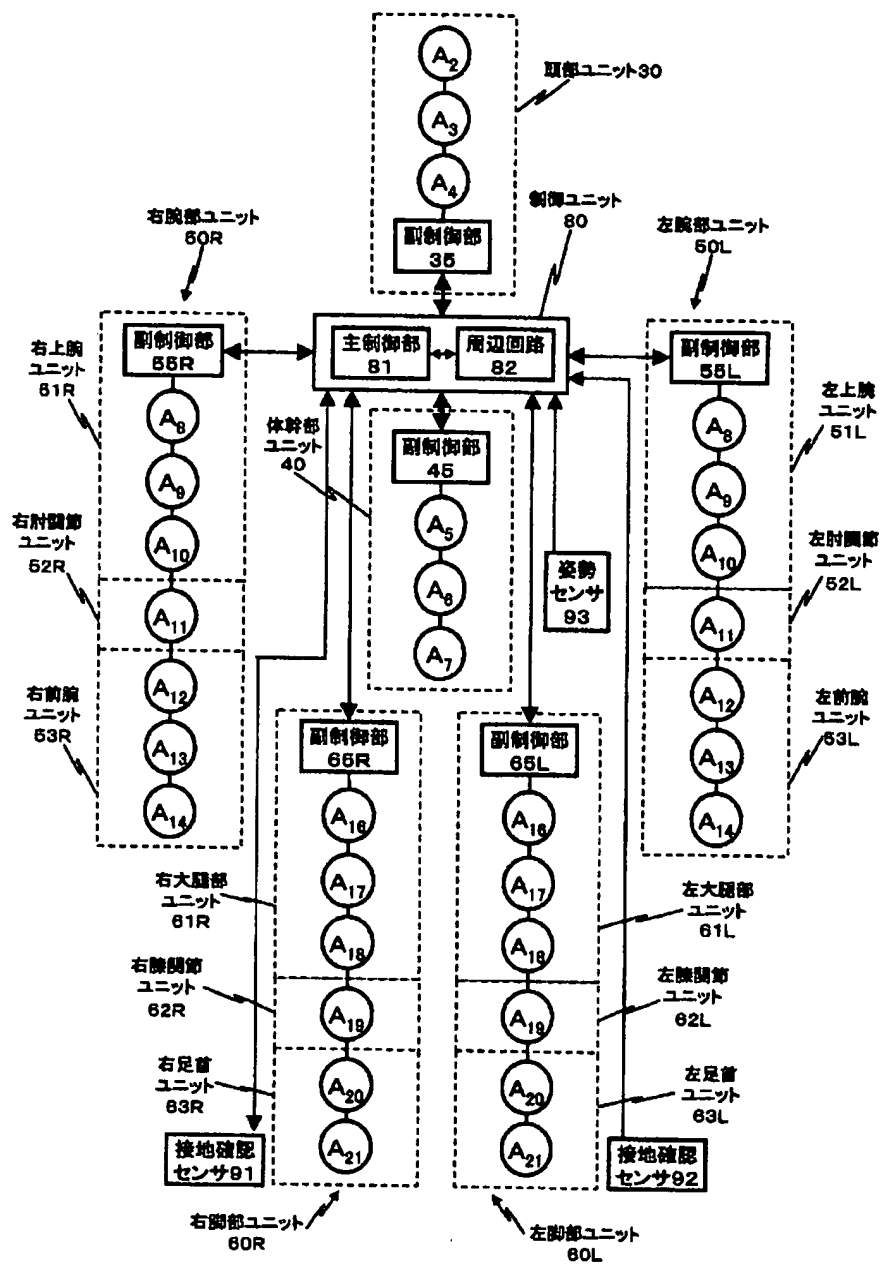 A2
A3
A4
副制御部
35
頭部ユニット30
制御ユニット
80
右腕部ユニット
50R
左腕部ユニット
50L
主制御部
81
周辺回路
82
副制御部
55R
A8
A9
A10
A11
A12
A13
A14
右上腕
ユニット
51R
右肘関節
ユニット
52R
右前腕
ユニット
53R
体幹部
ユニット
40
副制御部
45
A5
A6
A7
姿勢
センサ
93
副制御部
55L
A8
A9
A10
A11
A12
A13
A14
左上腕
ユニット
51L
左肘関節
ユニット
52L
左前腕
ユニット
53L
副制御部
65R
A16
A17
A18
A19
A20
A21
右大腿部
ユニット
61R
右膝関節
ユニット
62R
右足首
ユニット
63R
接地確認
センサ91
右脚部ユニット
60R
副制御部
65L
A16
A17
A18
A19
A20
A21
左大腿部
ユニット
61L
左膝関節
ユニット
62L
左足首
ユニット
63L
接地確認
センサ92
左脚部ユニット
60L